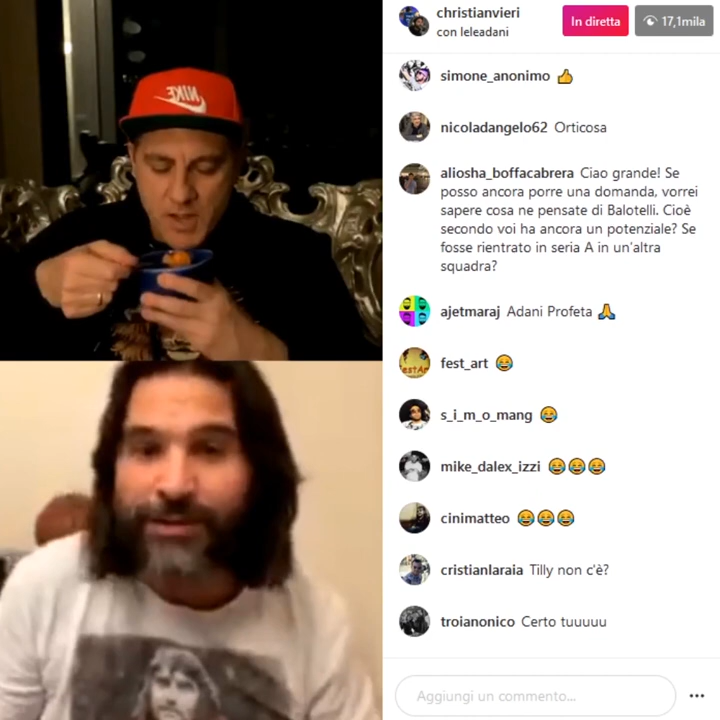 christianvieri
con leleadani
In diretta
17,1mila
NIKE
simone_anonimo 👍
nicoladangelo62 Orticosa
aliosha_boffacabrera Ciao grande! Se
posso ancora porre una domanda, vorrei
sapere cosa ne pensate di Balotelli. Cioè
secondo voi ha ancora un potenziale? Se
fosse rientrato in seria A in un'altra
squadra?
ajetmaraj Adani Profeta 🙏
fest_art 😂
s_i_m_o_mang 😂
mike_dalex_izzi 😂😂😂
cinimatteo 😂😂😂
cristianlaraia Tilly non c'è?
troianonico Certo tuuuuu
Aggiungi un commento...